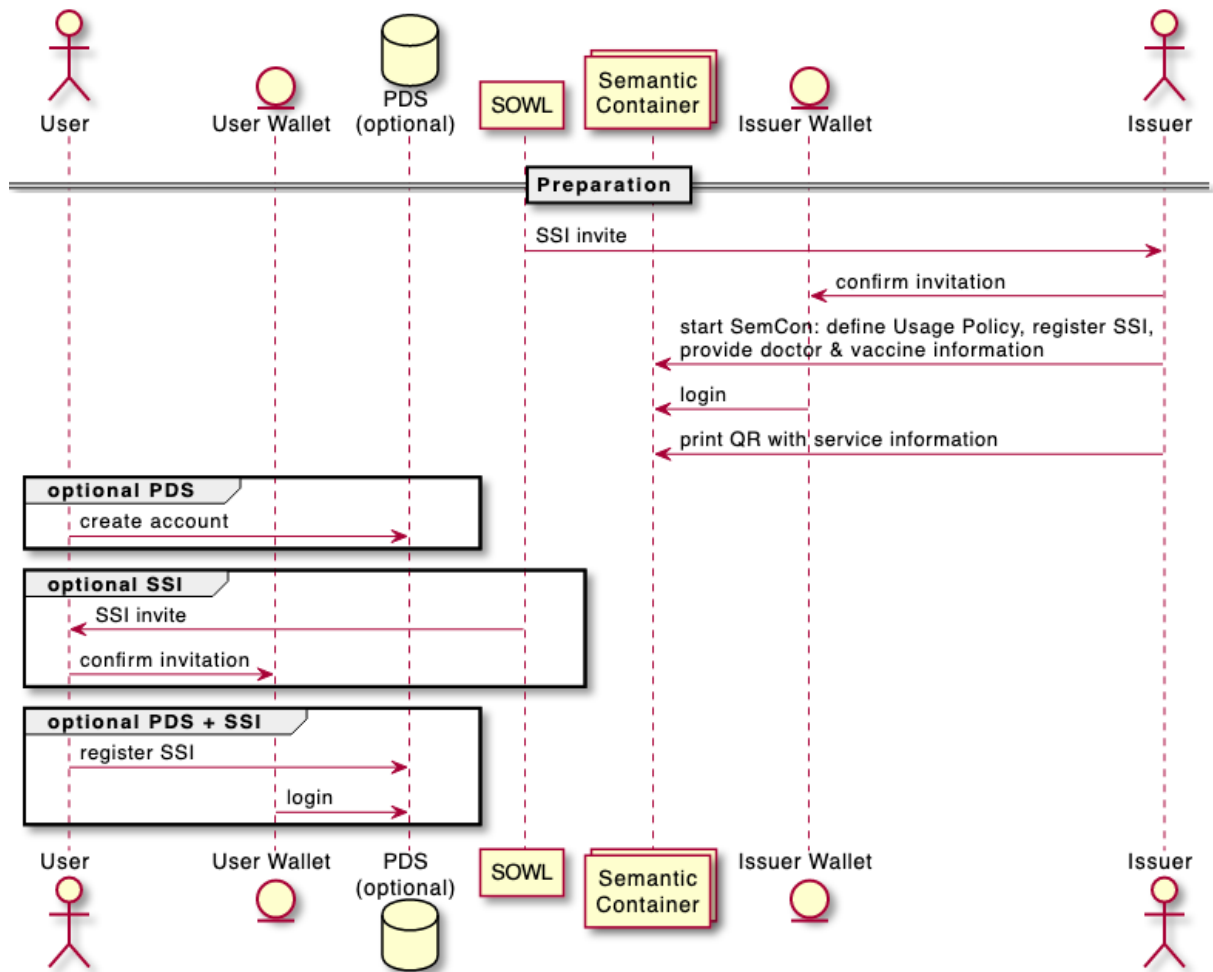 User
User Wallet
PDS
(optional)
SOWL
Semantic
Container
Issuer Wallet
Issuer
Preparation
SSI invite
confirm invitation
start SemCon: define Usage Policy, register SSI,
provide doctor & vaccine information
login
print QR with service information
optional PDS
create account
optional SSI
SSI invite
confirm invitation
optional PDS + SSI
register SSI
login
User
User Wallet
PDS
(optional)
SOWL
Semantic
Container
Issuer Wallet
Issuer